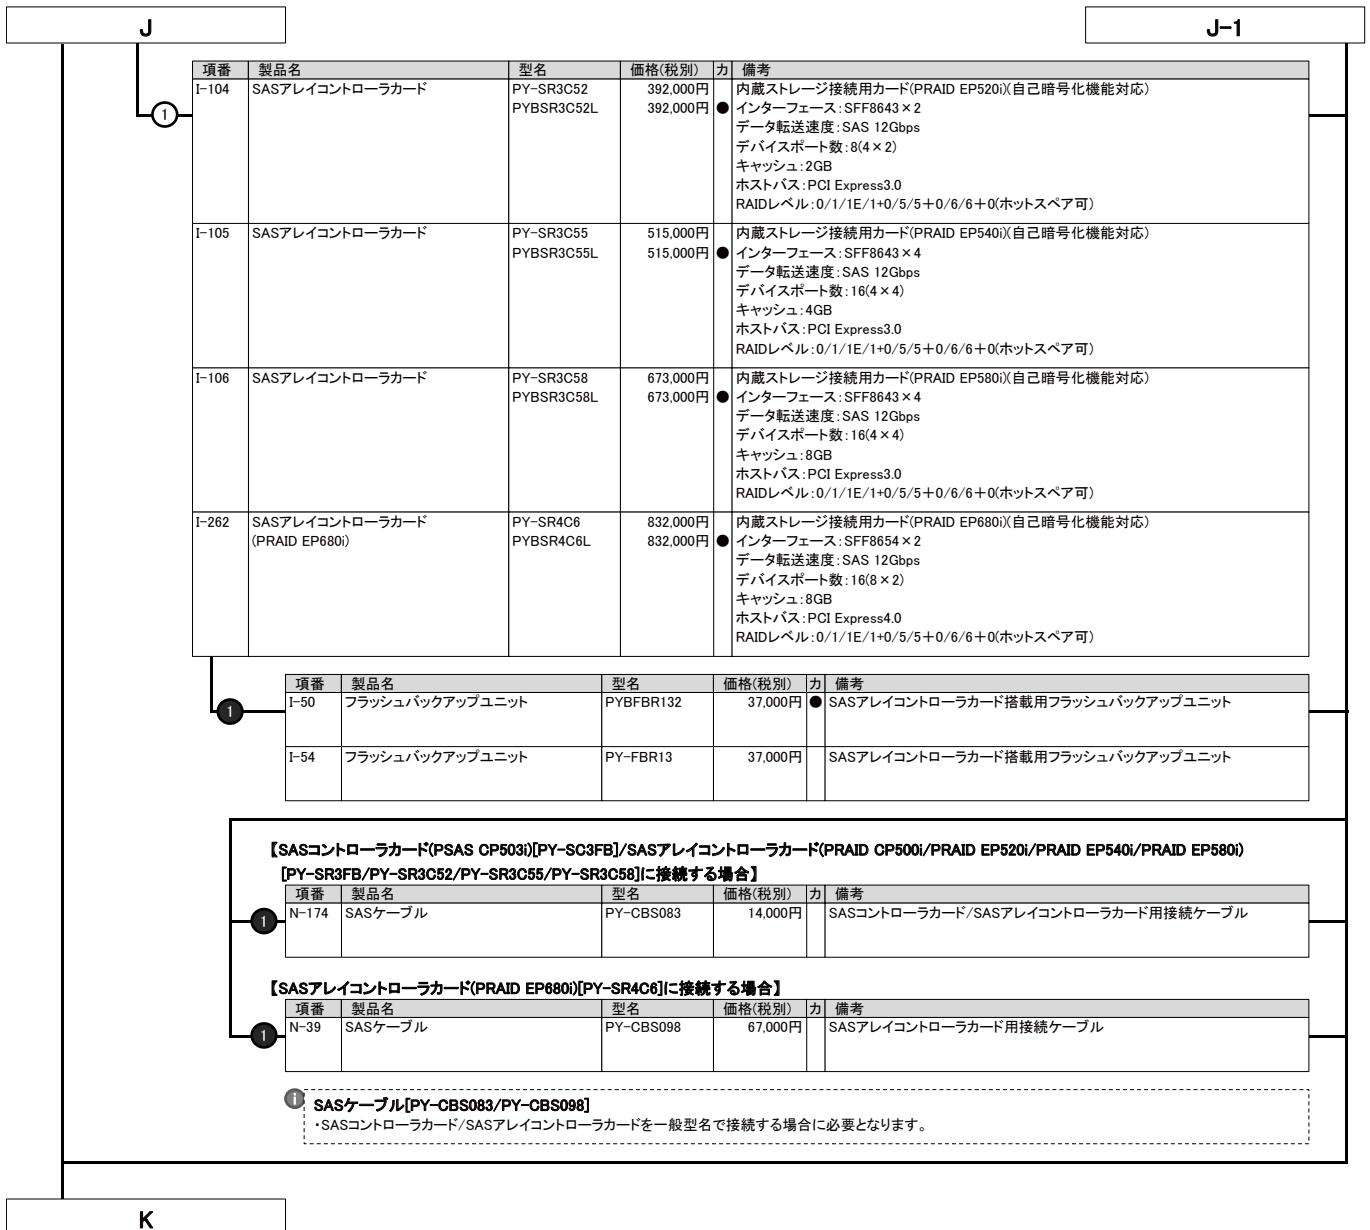 J
J-1
項番 製品名 型名 価格(税別) カ 備考
I-104 SASアレイコントローラカード PY-SR3C52 392,000円 内蔵ストレージ接続用カード(PRAID EP520i)(自己暗号化機能対応)
PYBSR3C52L 392,000円 ● インターフェース:SFF8643×2
データ転送速度:SAS 12Gbps
デバイスポート数:8(4×2)
キャッシュ:2GB
ホストバス:PCI Express3.0
RAIDレベル:0/1/1E/1+0/5/5+0/6/6+0(ホットスペア可)
I-105 SASアレイコントローラカード PY-SR3C55 515,000円 内蔵ストレージ接続用カード(PRAID EP540i)(自己暗号化機能対応)
PYBSR3C55L 515,000円 ● インターフェース:SFF8643×4
データ転送速度:SAS 12Gbps
デバイスポート数:16(4×4)
キャッシュ:4GB
ホストバス:PCI Express3.0
RAIDレベル:0/1/1E/1+0/5/5+0/6/6+0(ホットスペア可)
I-106 SASアレイコントローラカード PY-SR3C58 673,000円 内蔵ストレージ接続用カード(PRAID EP580i)(自己暗号化機能対応)
PYBSR3C58L 673,000円 ● インターフェース:SFF8643×4
データ転送速度:SAS 12Gbps
デバイスポート数:16(4×4)
キャッシュ:8GB
ホストバス:PCI Express3.0
RAIDレベル:0/1/1E/1+0/5/5+0/6/6+0(ホットスペア可)
I-262 SASアレイコントローラカード PY-SR4C6 832,000円 内蔵ストレージ接続用カード(PRAID EP680i)(自己暗号化機能対応)
(PRAID EP680i) PYBSR4C6L 832,000円 ● インターフェース:SFF8654×2
データ転送速度:SAS 12Gbps
デバイスポート数:16(8×2)
キャッシュ:8GB
ホストバス:PCI Express4.0
RAIDレベル:0/1/1E/1+0/5/5+0/6/6+0(ホットスペア可)
1
項番 製品名 型名 価格(税別) カ 備考
I-50 フラッシュバックアップユニット PYBFBR132 37,000円 ● SASアレイコントローラカード搭載用フラッシュバックアップユニット
1
I-54 フラッシュバックアップユニット PY-FBR13 37,000円 SASアレイコントローラカード搭載用フラッシュバックアップユニット
【SASコントローラカード(PSAS CP503i)[PY-SC3FB]/SASアレイコントローラカード(PRAID CP500i/PRAID EP520i/PRAID EP540i/PRAID EP580i)
[PY-SR3FB/PY-SR3C52/PY-SR3C55/PY-SR3C58]に接続する場合】
項番 製品名 型名 価格(税別) カ 備考
1 N-174 SASケーブル PY-CBS083 14,000円 SASコントローラカード/SASアレイコントローラカード用接続ケーブル
【SASアレイコントローラカード(PRAID EP680i)[PY-SR4C6]に接続する場合】
項番 製品名 型名 価格(税別) カ 備考
1 N-39 SASケーブル PY-CBS098 67,000円 SASアレイコントローラカード用接続ケーブル
i SASケーブル[PY-CBS083/PY-CBS098]
・SASコントローラカード/SASアレイコントローラカードを一般型名で接続する場合に必要となります。
K